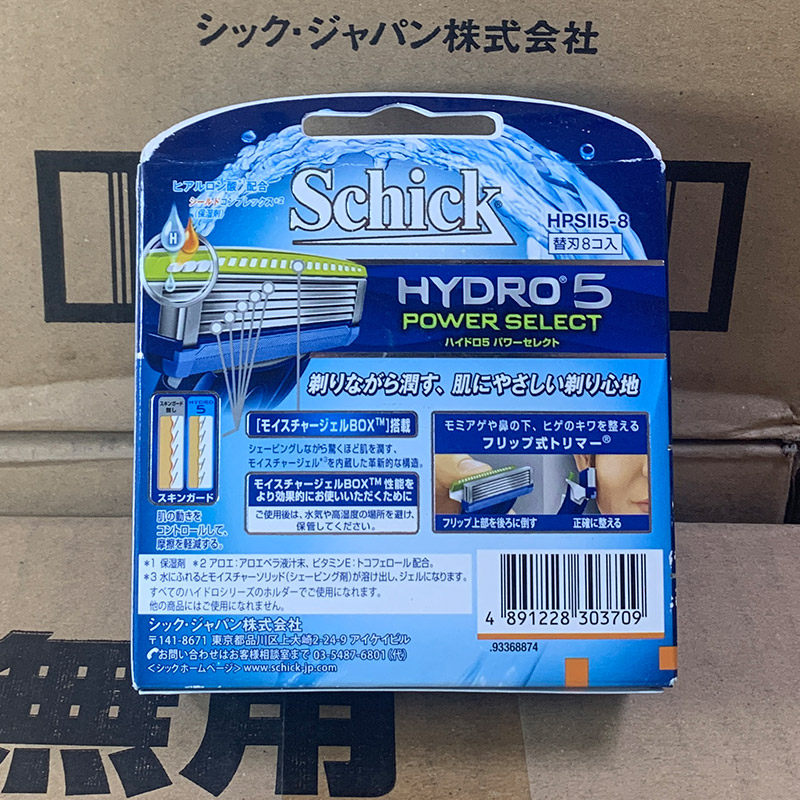 シック・ジャパン株式会社
ヒアルロン酸*1配合
シールドコンプレックス*2
(保湿剤)
H
Schick®
HPSII5-8
替刃8コ入
HYDRO® 5
POWER SELECT
ハイドロ5 パワーセレクト
剃りながら潤す、肌にやさしい剃り心地
スキンガード
無し
HYDRO
5
スキンガード
肌の動きを
コントロールして、
摩擦を軽減する。
[モイスチャージェルBOX™]搭載
シェービングしながら驚くほど肌を潤す、
モイスチャージェル*3を内蔵した革新的な構造。
モイスチャージェルBOX™性能を
より効果的にお使いいただくために
ご使用後は、水気や高湿度の場所を避け、
保管してください。
モミアゲや鼻の下、ヒゲのキワを整える
フリップ式トリマー®
フリップ上部を後ろに倒す
正確に整える
*1 保湿剤 *2 アロエ:アロエベラ液汁末、ビタミンE:トコフェロール配合。
*3 水にふれるとモイスチャーソリッド(シェービング剤)が溶け出し、ジェルになります。
すべてのハイドロシリーズのホルダーでご使用になれます。
他の商品にはご使用になれません。
シック・ジャパン株式会社
〒141-8671 東京都品川区上大崎2-24-9 アイケイビル
お問い合わせはお客様相談室まで 03-5487-6801(代)
<シックホームページ>www.schick-jp.com
4 891228 303709
.93368874
無用